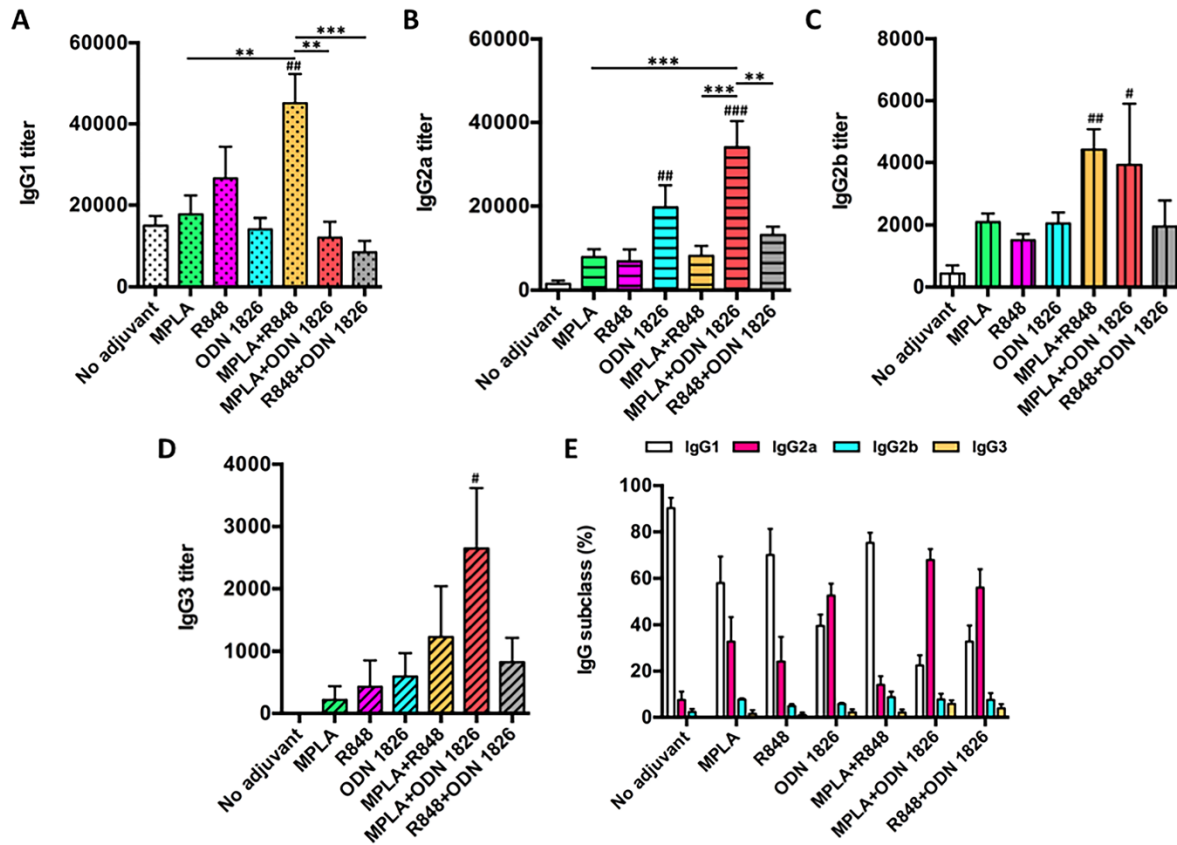 A
IgG1 titer
60000
40000
20000
0
**
***
**
##
No adjuvant
MPLA
R848
ODN 1826
MPLA+R848
MPLA+ODN 1826
R848+ODN 1826
B
IgG2a titer
60000
40000
20000
0
***
***
**
##
###
No adjuvant
MPLA
R848
ODN 1826
MPLA+R848
MPLA+ODN 1826
R848+ODN 1826
C
IgG2b titer
8000
6000
4000
2000
0
##
#
No adjuvant
MPLA
R848
ODN 1826
MPLA+R848
MPLA+ODN 1826
R848+ODN 1826
D
IgG3 titer
4000
3000
2000
1000
0
#
No adjuvant
MPLA
R848
ODN 1826
MPLA+R848
MPLA+ODN 1826
R848+ODN 1826
E
IgG1 IgG2a IgG2b IgG3
IgG subclass (%)
100
80
60
40
20
0
No adjuvant
MPLA
R848
ODN 1826
MPLA+R848
MPLA+ODN 1826
R848+ODN 1826